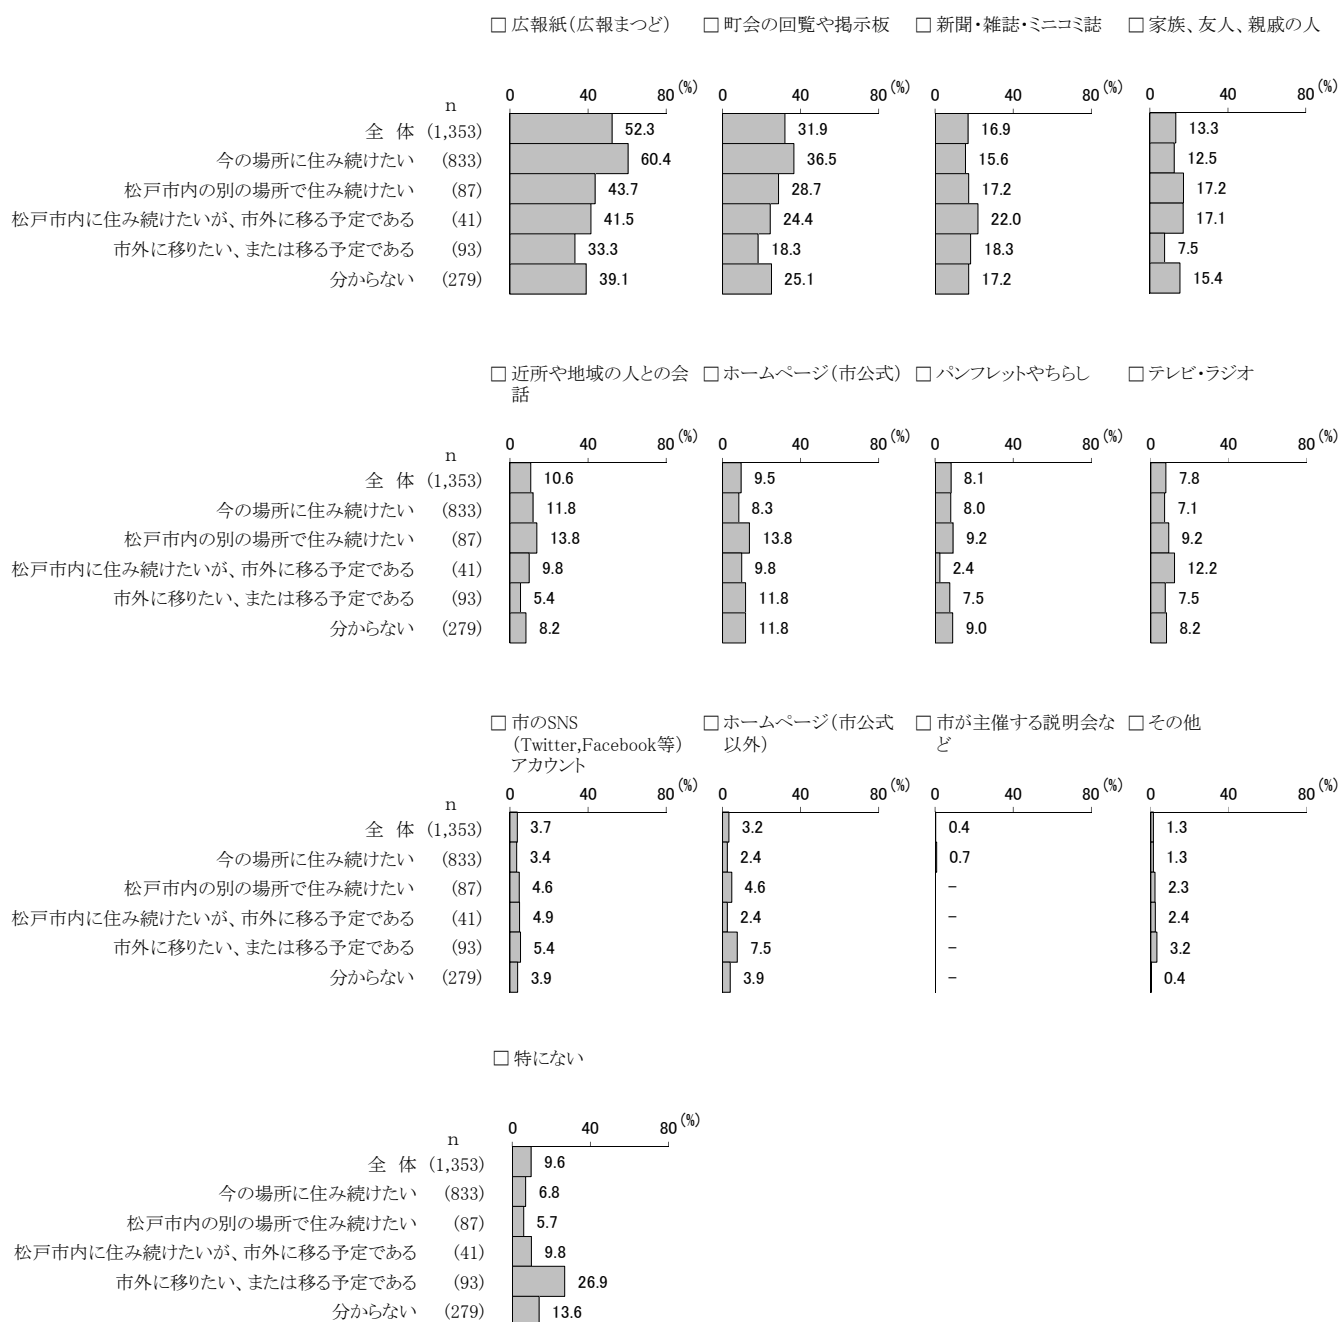 □ 広報紙（広報まつど） □ 町会の回覧や掲示板 □ 新聞・雑誌・ミニコミ誌 □ 家族、友人、親戚の人
0 40 80 (%) 0 40 80 (%) 0 40 80 (%) 0 40 80 (%)
n
全 体 (1,353) 52.3 31.9 16.9 13.3
今の場所に住み続けたい (833) 60.4 36.5 15.6 12.5
松戸市内の別の場所で住み続けたい (87) 43.7 28.7 17.2 17.2
松戸市内に住み続けたいが、市外に移る予定である (41) 41.5 24.4 22.0 17.1
市外に移りたい、または移る予定である (93) 33.3 18.3 18.3 7.5
分からない (279) 39.1 25.1 17.2 15.4
□ 近所や地域の人との会 □ ホームページ（市公式） □ パンフレットやちらし □ テレビ・ラジオ
話
0 40 80 (%) 0 40 80 (%) 0 40 80 (%) 0 40 80 (%)
n
全 体 (1,353) 10.6 9.5 8.1 7.8
今の場所に住み続けたい (833) 11.8 8.3 8.0 7.1
松戸市内の別の場所で住み続けたい (87) 13.8 13.8 9.2 9.2
松戸市内に住み続けたいが、市外に移る予定である (41) 9.8 9.8 2.4 12.2
市外に移りたい、または移る予定である (93) 5.4 11.8 7.5 7.5
分からない (279) 8.2 11.8 9.0 8.2
□ 市のSNS □ ホームページ（市公式 □ 市が主催する説明会な □ その他
（Twitter,Facebook等） 以外） ど
アカウント
0 40 80 (%) 0 40 80 (%) 0 40 80 (%) 0 40 80 (%)
n
全 体 (1,353) 3.7 3.2 0.4 1.3
今の場所に住み続けたい (833) 3.4 2.4 0.7 1.3
松戸市内の別の場所で住み続けたい (87) 4.6 4.6 − 2.3
松戸市内に住み続けたいが、市外に移る予定である (41) 4.9 2.4 − 2.4
市外に移りたい、または移る予定である (93) 5.4 7.5 − 3.2
分からない (279) 3.9 3.9 − 0.4
□ 特にない
0 40 80 (%)
n
全 体 (1,353) 9.6
今の場所に住み続けたい (833) 6.8
松戸市内の別の場所で住み続けたい (87) 5.7
松戸市内に住み続けたいが、市外に移る予定である (41) 9.8
市外に移りたい、または移る予定である (93) 26.9
分からない (279) 13.6